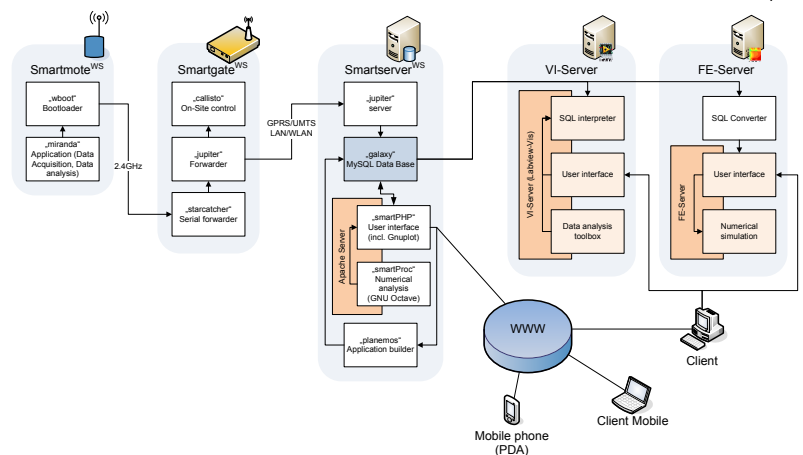 Smartmote WS
„wboot"
Bootloader
„miranda"
Application (Data
Acquisition, Data
analysis)
2.4GHz
Smartgate WS
„callisto"
On-Site control
„jupiter"
Forwarder
„starcatcher"
Serial forwarder
GPRS/UMTS
LAN/WLAN
Smartserver WS
„jupiter"
server
„galaxy"
MySQL Data Base
Apache Server
„smartPHP"
User interface
(incl. Gnuplot)
„smartProc"
Numerical
analysis
(GNU Octave)
„planemos"
Application builder
VI-Server
VI-Server (Labview-Vis)
SQL interpreter
User interface
Data analysis
toolbox
FE-Server
SQL Converter
FE-Server
User interface
Numerical
simulation
WWW
Client
Client Mobile
Mobile phone
(PDA)